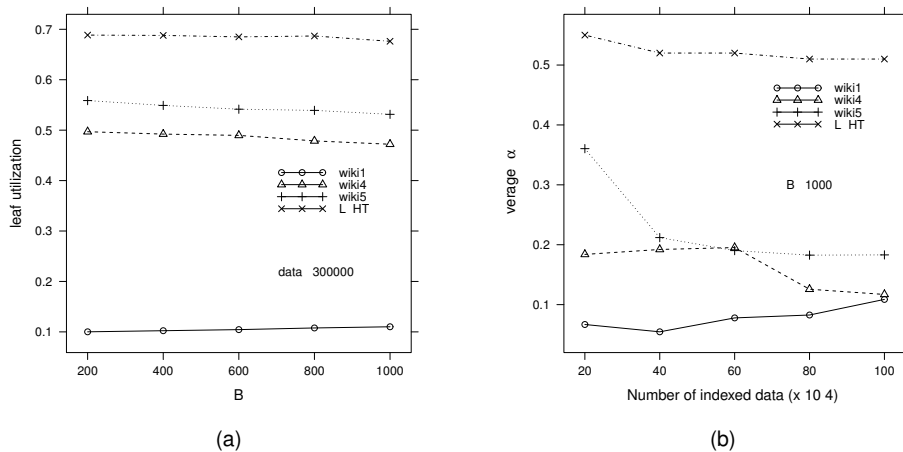 0.7
0.6
0.5
0.4
0.3
0.2
0.1
leaf utilization
wiki1
wiki4
wiki5
L HT
data 300000
200 400 600 800 1000
B
(a)
0.5
0.4
0.3
0.2
0.1
verage α
wiki1
wiki4
wiki5
L HT
B 1000
20 40 60 80 100
Number of indexed data (x 10 4)
(b)